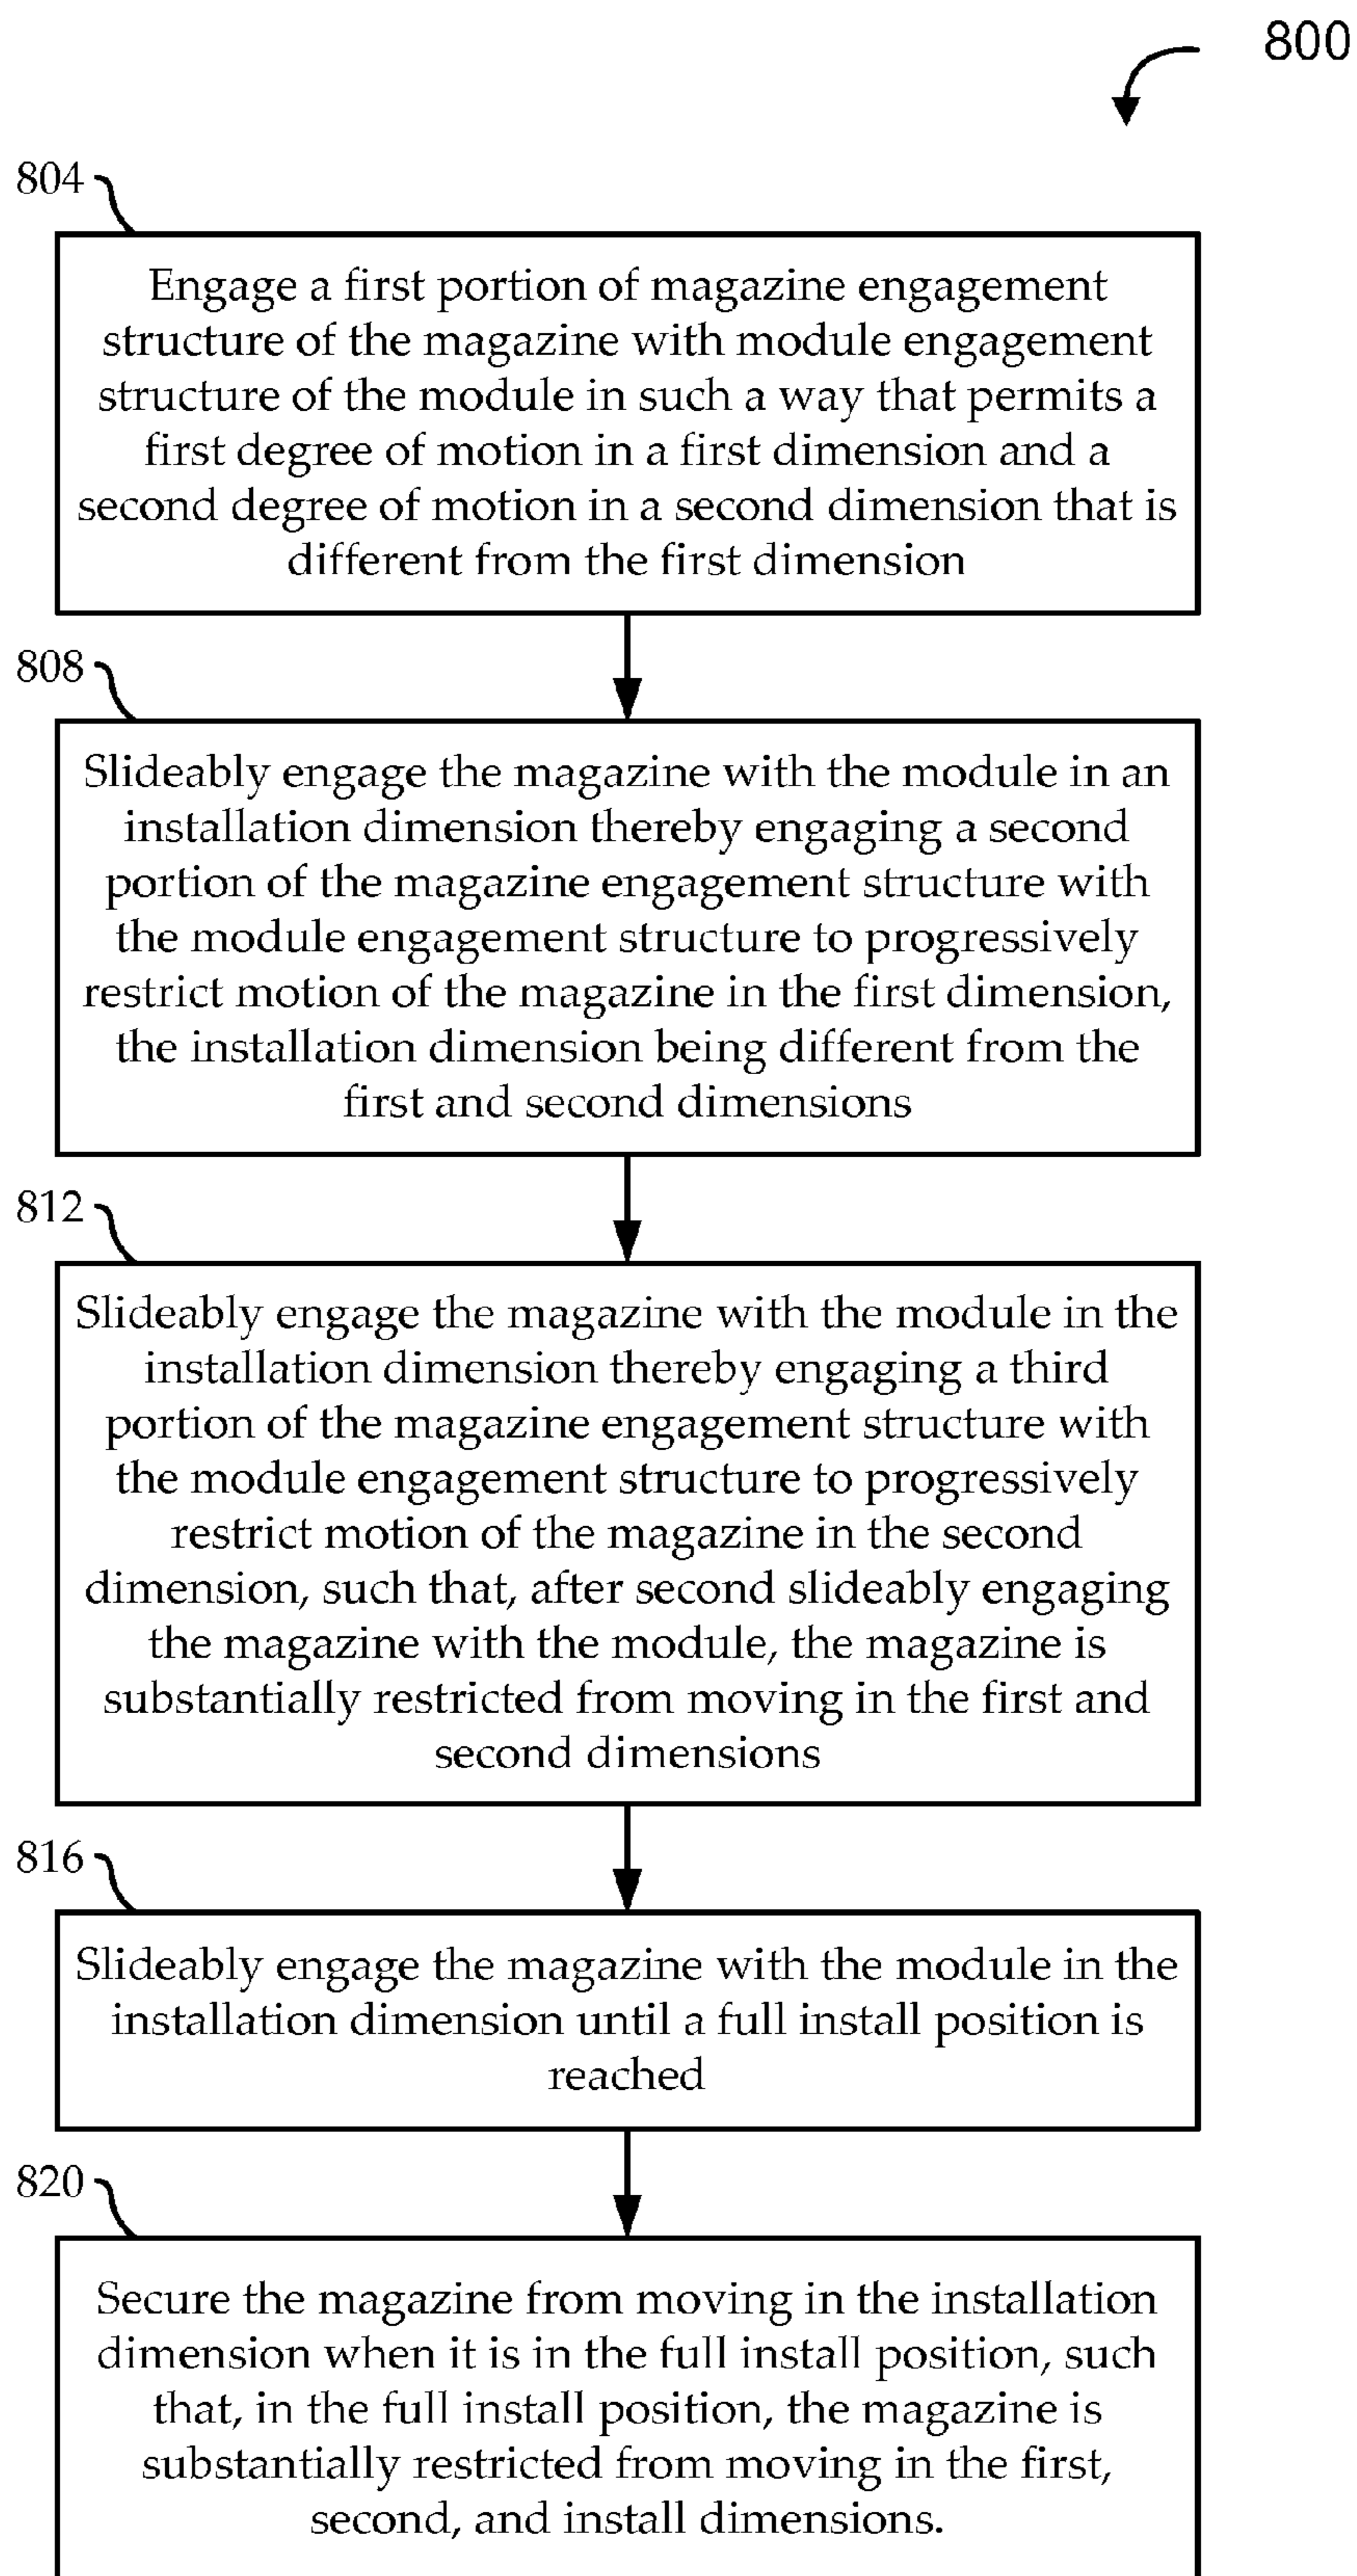 800
804
Engage a first portion of magazine engagement
structure of the magazine with module engagement
structure of the module in such a way that permits a
first degree of motion in a first dimension and a
second degree of motion in a second dimension that is
different from the first dimension
808
Slideably engage the magazine with the module in an
installation dimension thereby engaging a second
portion of the magazine engagement structure with
the module engagement structure to progressively
restrict motion of the magazine in the first dimension,
the installation dimension being different from the
first and second dimensions
812
Slideably engage the magazine with the module in the
installation dimension thereby engaging a third
portion of the magazine engagement structure with
the module engagement structure to progressively
restrict motion of the magazine in the second
dimension, such that, after second slideably engaging
the magazine with the module, the magazine is
substantially restricted from moving in the first and
second dimensions
816
Slideably engage the magazine with the module in the
installation dimension until a full install position is
reached
820
Secure the magazine from moving in the installation
dimension when it is in the full install position, such
that, in the full install position, the magazine is
substantially restricted from moving in the first,
second, and install dimensions.